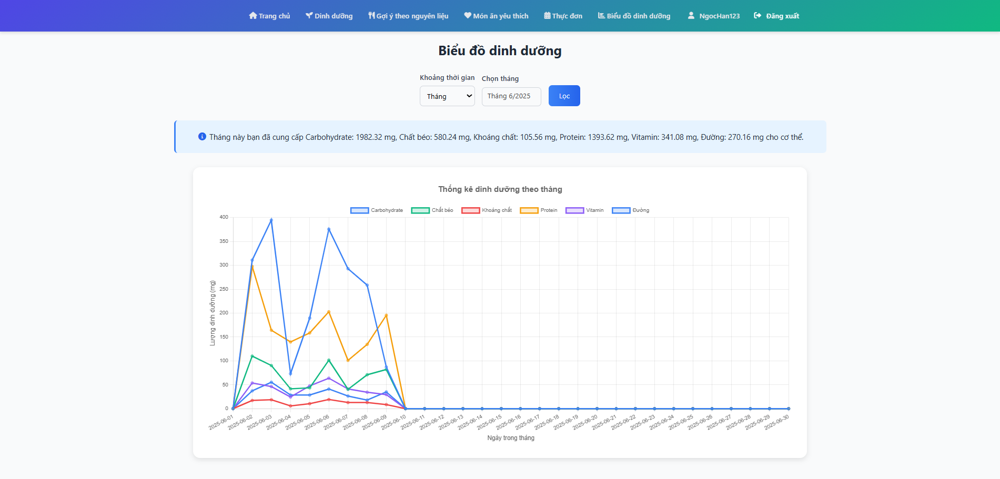 Trang chủ Dinh dưỡng Gợi ý theo nguyên liệu Món ăn yêu thích Thực đơn Biểu đồ dinh dưỡng NgocHan123 Đăng xuất
Biểu đồ dinh dưỡng
Khoảng thời gian Chọn tháng
Tháng Tháng 6/2025 Lọc
Tháng này bạn đã cung cấp Carbohydrate: 1982.32 mg, Chất béo: 580.24 mg, Khoáng chất: 105.56 mg, Protein: 1393.62 mg, Vitamin: 341.08 mg, Đường: 270.16 mg cho cơ thể.
Thống kê dinh dưỡng theo tháng
Carbohydrate Chất béo Khoáng chất Protein Vitamin Đường
400
350
300
250
200
150
100
50
0
Lượng dinh dưỡng (mg)
2025-06-01 2025-06-02 2025-06-03 2025-06-04 2025-06-05 2025-06-06 2025-06-07 2025-06-08 2025-06-09 2025-06-10 2025-06-11 2025-06-12 2025-06-13 2025-06-14 2025-06-15 2025-06-16 2025-06-17 2025-06-18 2025-06-19 2025-06-20 2025-06-21 2025-06-22 2025-06-23 2025-06-24 2025-06-25 2025-06-26 2025-06-27 2025-06-28 2025-06-29 2025-06-30
Ngày trong tháng